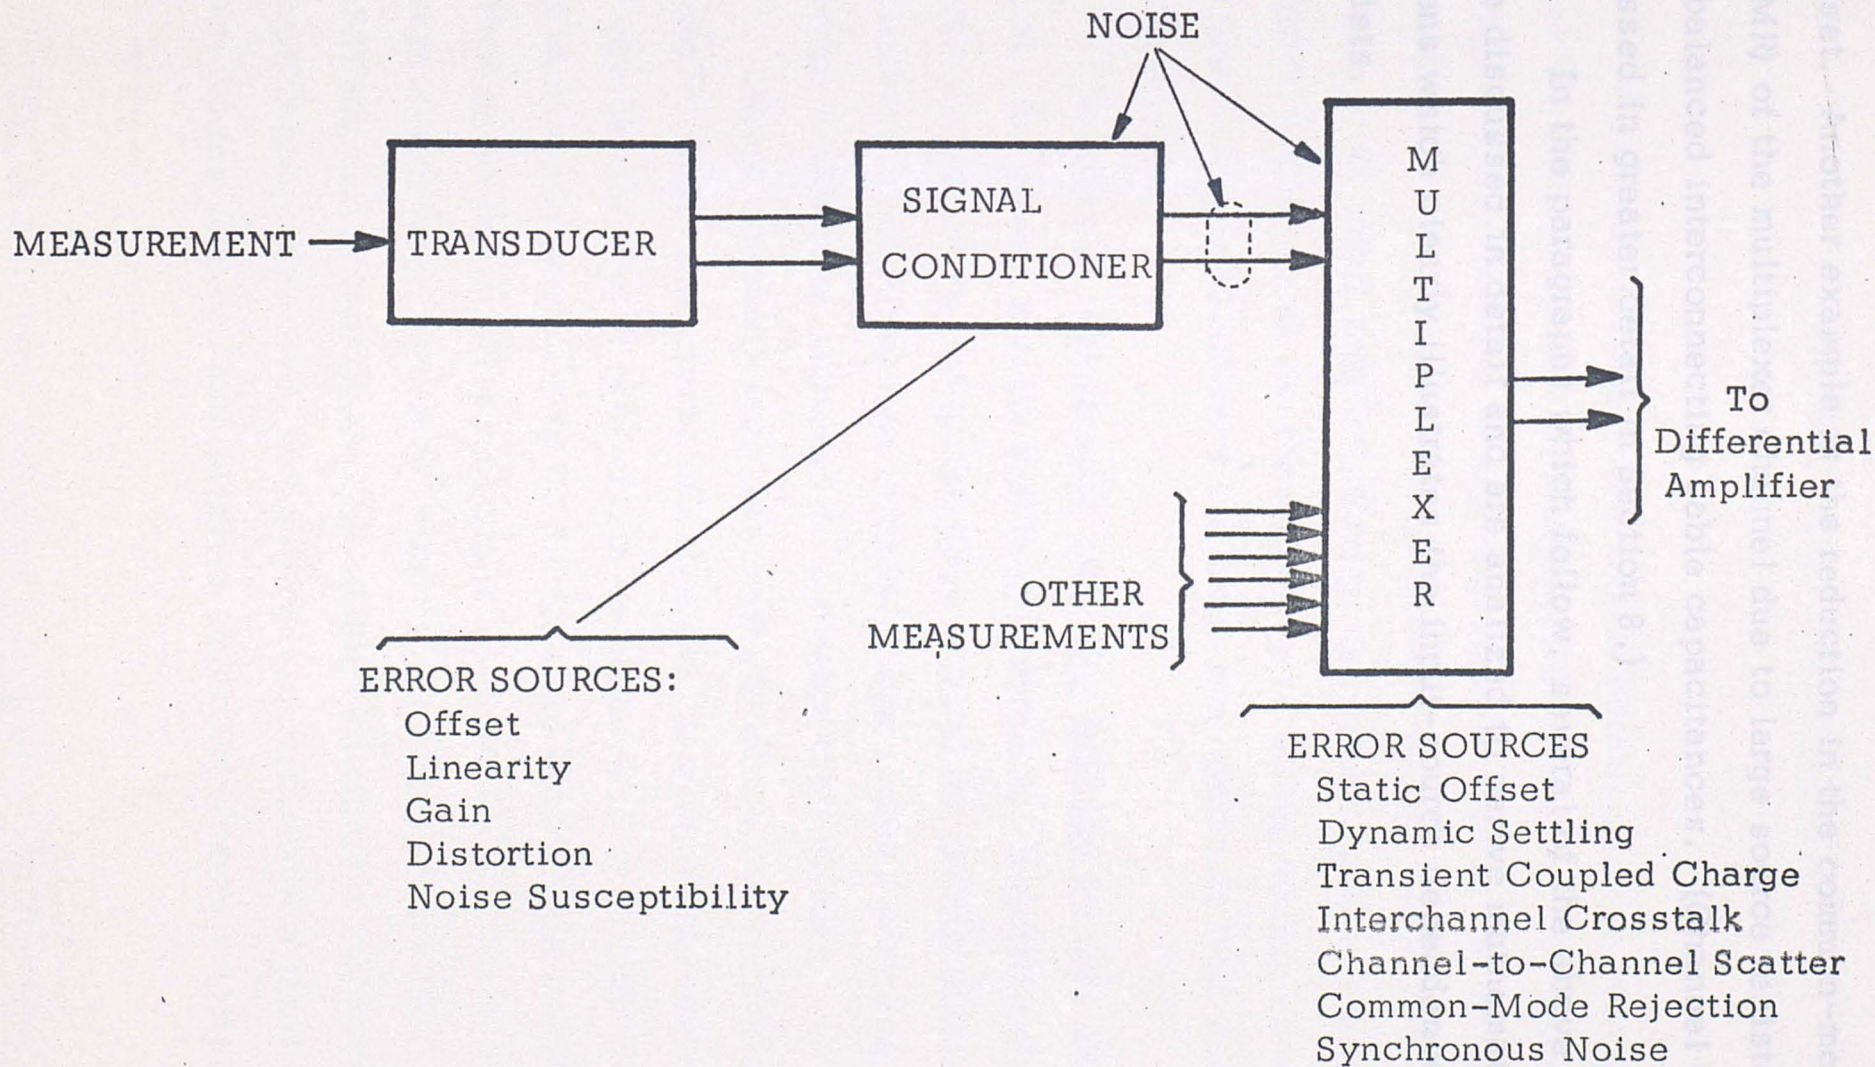 NOISE
MEASUREMENT
TRANSDUCER
SIGNAL
CONDITIONER
MULTIPLEXER
To
Differential
Amplifier
OTHER
MEASUREMENTS
ERROR SOURCES:
Offset
Linearity
Gain
Distortion
Noise Susceptibility
ERROR SOURCES
Static Offset
Dynamic Settling
Transient Coupled Charge
Interchannel Crosstalk
Channel-to-Channel Scatter
Common-Mode Rejection
Synchronous Noise